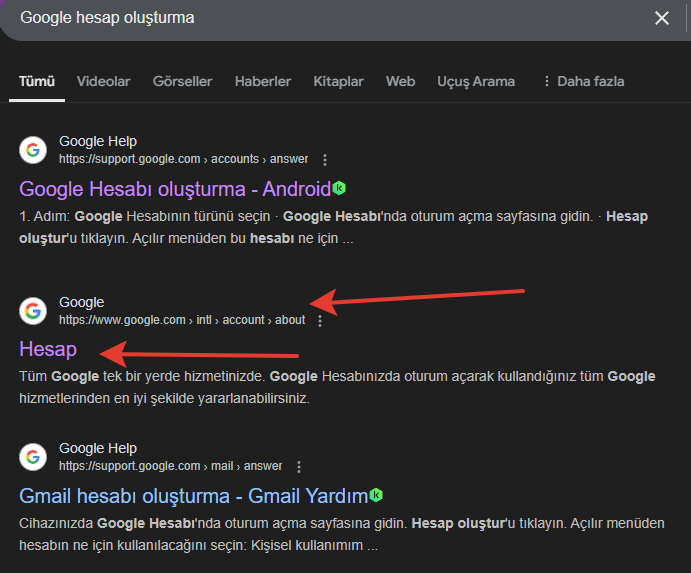 Google hesap oluşturma
Tümü Videolar Görseller Haberler Kitaplar Web Uçuş Arama Daha fazla
Google Help
https://support.google.com › accounts › answer
Google Hesabı oluşturma - Android
1. Adım: Google Hesabının türünü seçin · Google Hesabı'nda oturum açma sayfasına gidin. · Hesap
oluştur'u tıklayın. Açılır menüden bu hesabı ne için ...
Google
https://www.google.com › intl › account › about
Hesap
Tüm Google tek bir yerde hizmetinizde. Google Hesabınızda oturum açarak kullandığınız tüm Google
hizmetlerinden en iyi şekilde yararlanabilirsiniz.
Google Help
https://support.google.com › mail › answer
Gmail hesabı oluşturma - Gmail Yardım
Cihazınızda Google Hesabı'nda oturum açma sayfasına gidin. Hesap oluştur'u tıklayın. Açılır menüden
hesabın ne için kullanılacağını seçin: Kişisel kullanımım ...